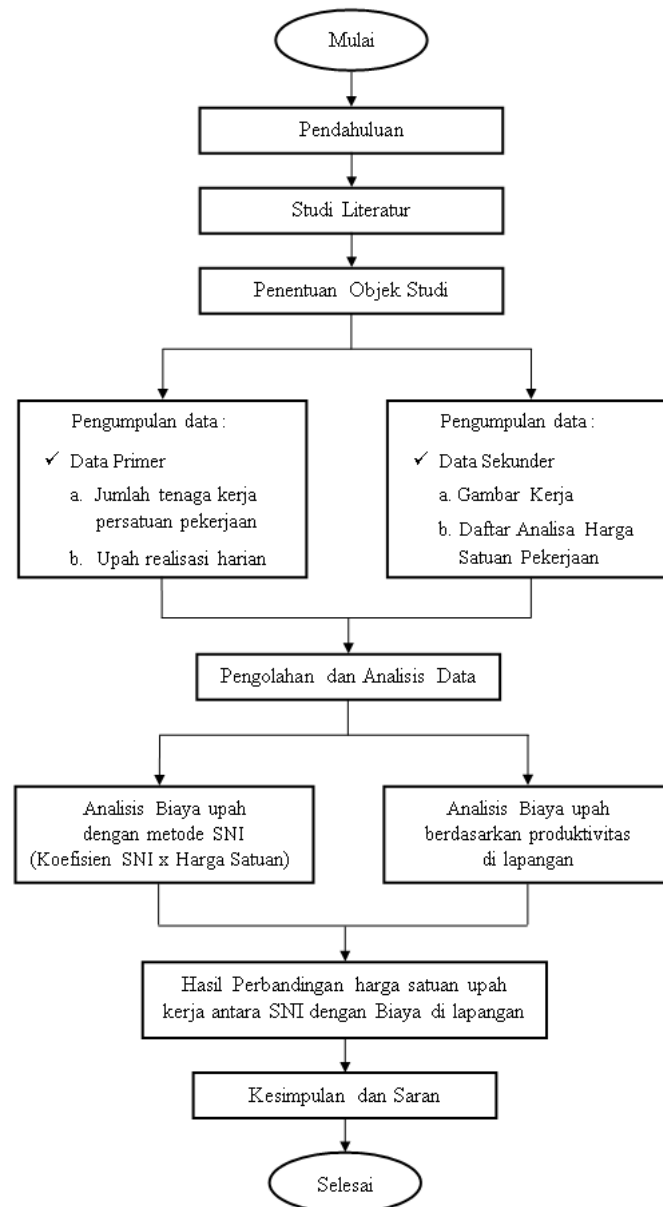 Mulai
Pendahuluan
Studi Literatur
Penentuan Objek Studi
Pengumpulan data :
✓ Data Primer
a. Jumlah tenaga kerja
persatuan pekerjaan
b. Upah realisasi harian
Pengumpulan data :
✓ Data Sekunder
a. Gambar Kerja
b. Daftar Analisa Harga
Satuan Pekerjaan
Pengolahan dan Analisis Data
Analisis Biaya upah
dengan metode SNI
(Koefisien SNI x Harga Satuan)
Analisis Biaya upah
berdasarkan produktivitas
di lapangan
Hasil Perbandingan harga satuan upah
kerja antara SNI dengan Biaya di lapangan
Kesimpulan dan Saran
Selesai